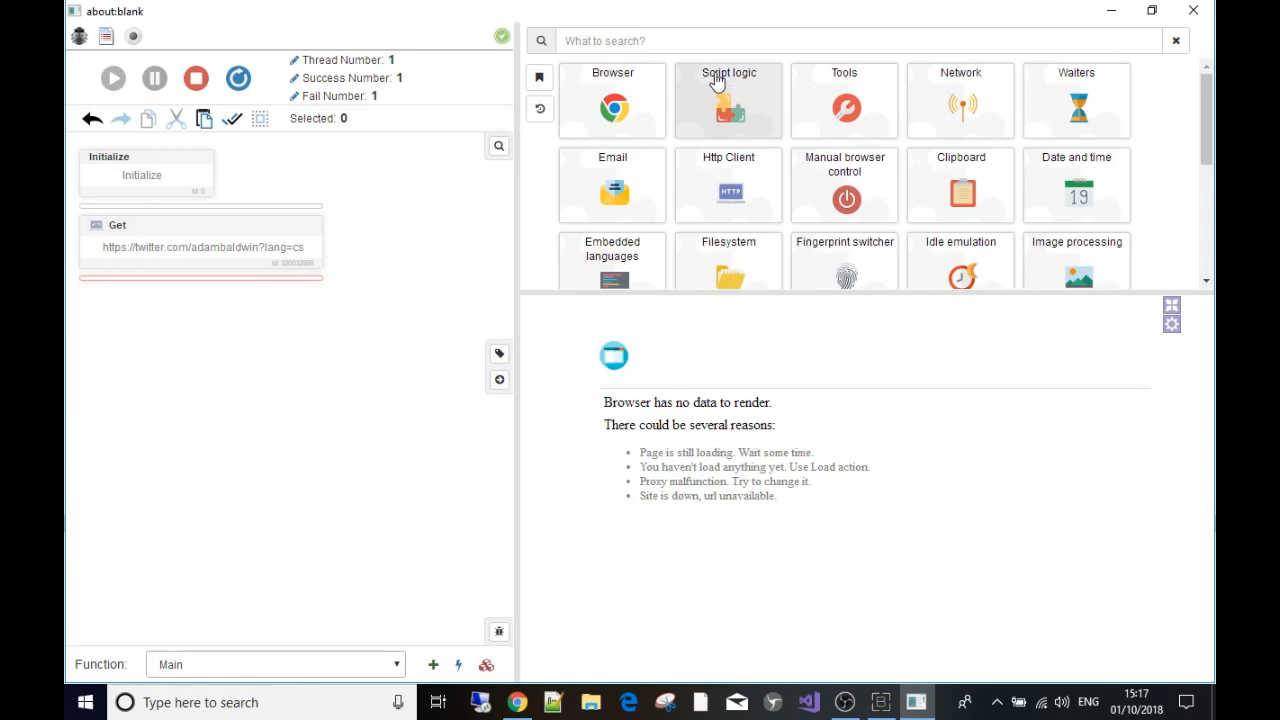 about:blank
Thread Number: 1
Success Number: 1
Fail Number: 1
Selected: 0
Initialize
Initialize
Id: 0
Get
https://twitter.com/adambaldwin?lang=cs
Function:
Main
What to search?
Browser
Script logic
Tools
Network
Waiters
Email
Http Client
HTTP
Manual browser
control
Clipboard
Date and time
19
Embedded
languages
Filesystem
Fingerprint switcher
Idle emulation
Image processing
Browser has no data to render.
There could be several reasons:
Page is still loading. Wait some time.
You haven't load anything yet. Use Load action.
Proxy malfunction. Try to change it.
Site is down, url unavailable.
Type here to search
ENG
15:17
01/10/2018